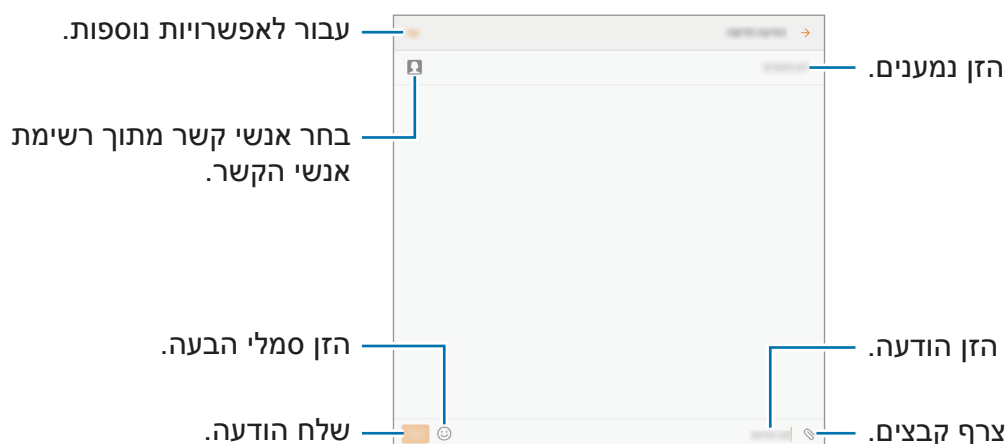 עבור לאפשרויות נוספות.
הזן נמענים.
בחר אנשי קשר מתוך רשימת
אנשי הקשר.
הזן סמלי הבעה.
הזן הודעה.
שלח הודעה.
צרף קבצים.